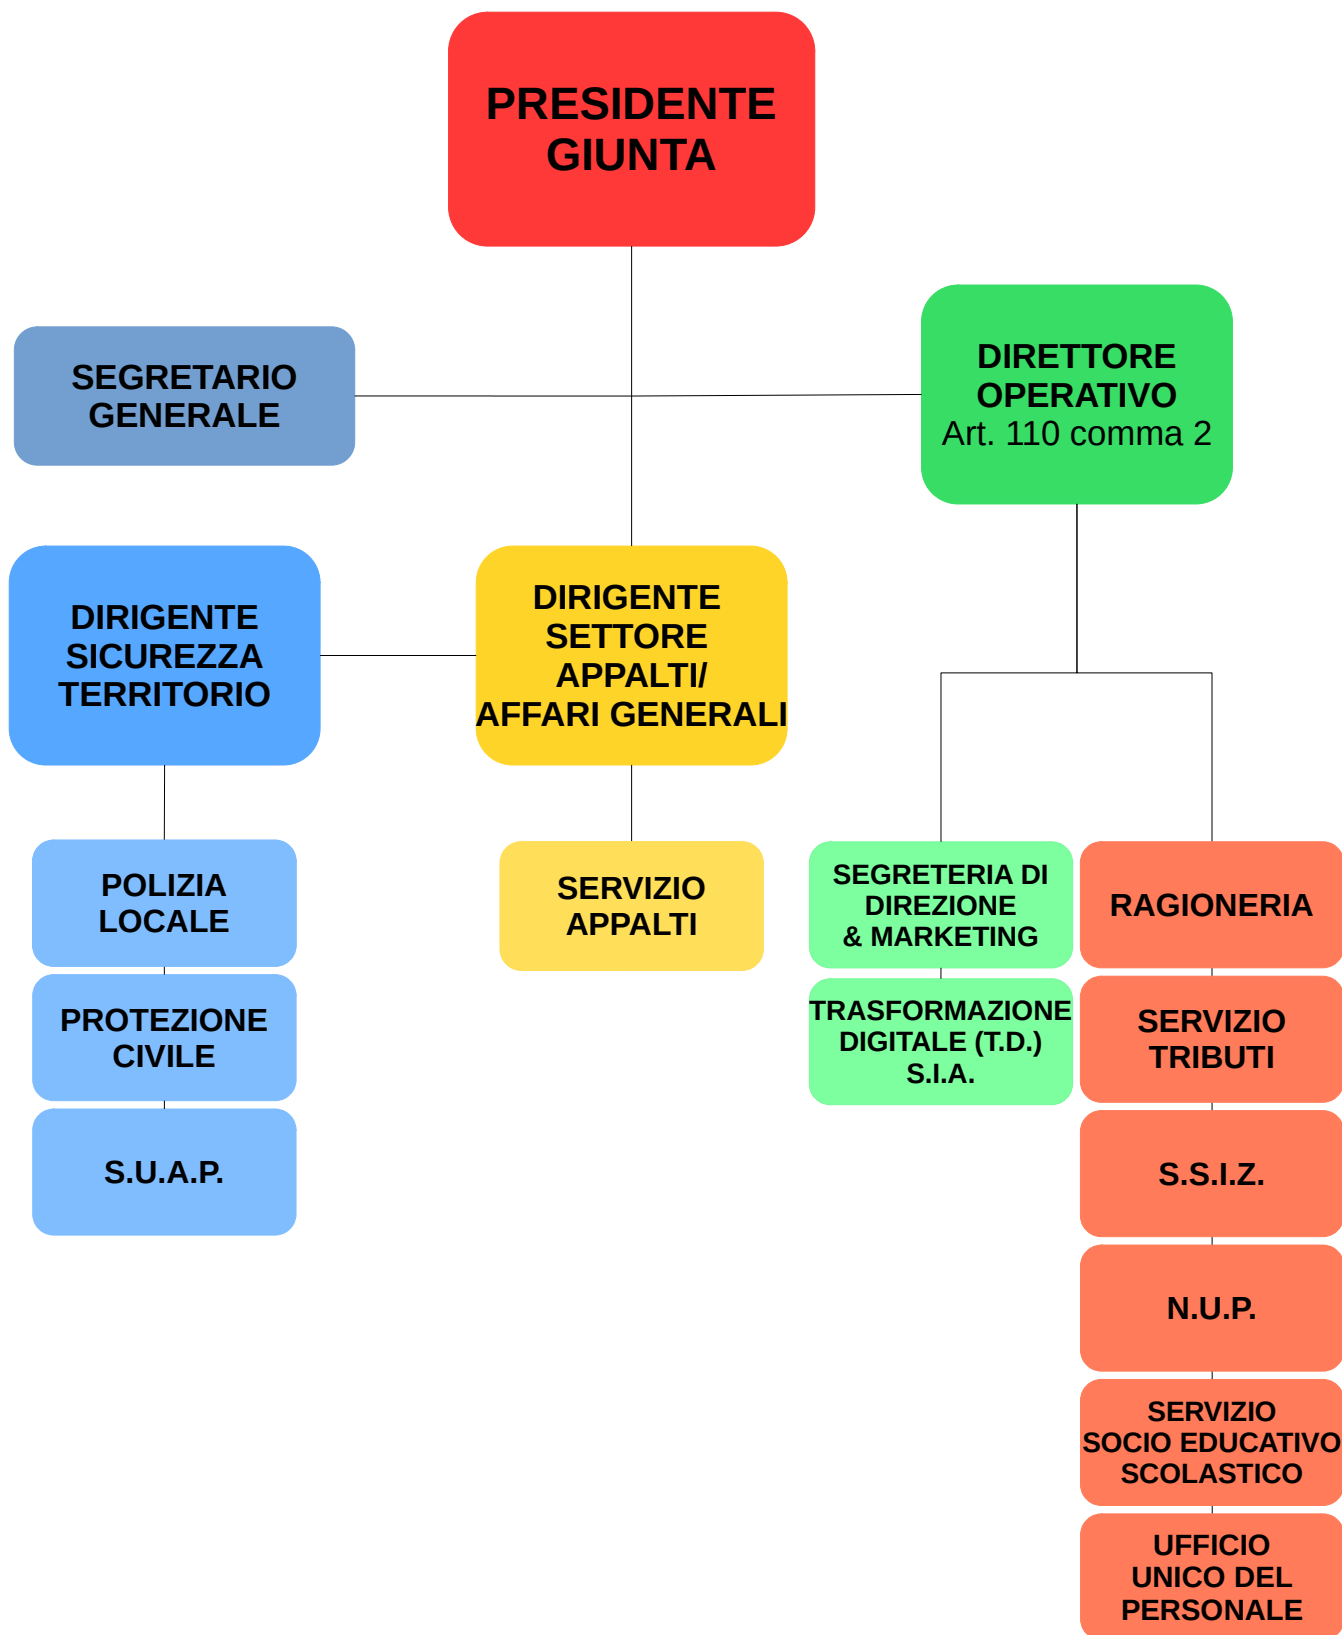 PRESIDENTE
GIUNTA
SEGRETARIO
GENERALE
DIRETTORE
OPERATIVO
Art. 110 comma 2
DIRIGENTE
SICUREZZA
TERRITORIO
DIRIGENTE
SETTORE
APPALTI/
AFFARI GENERALI
POLIZIA
LOCALE
PROTEZIONE
CIVILE
S.U.A.P.
SERVIZIO
APPALTI
SEGRETERIA DI
DIREZIONE
& MARKETING
TRASFORMAZIONE
DIGITALE (T.D.)
S.I.A.
RAGIONERIA
SERVIZIO
TRIBUTI
S.S.I.Z.
N.U.P.
SERVIZIO
SOCIO EDUCATIVO
SCOLASTICO
UFFICIO
UNICO DEL
PERSONALE